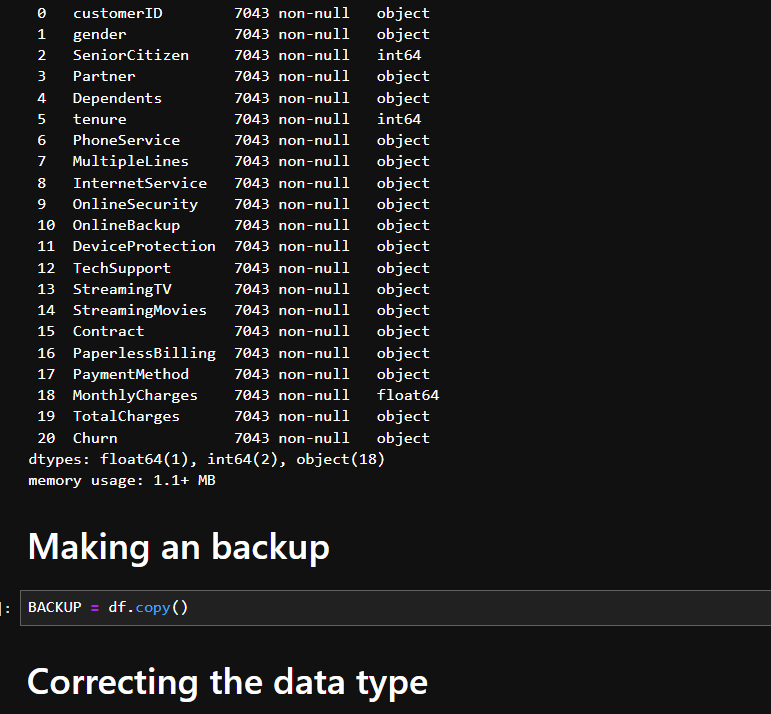 0 customerID 7043 non-null object
1 gender 7043 non-null object
2 SeniorCitizen 7043 non-null int64
3 Partner 7043 non-null object
4 Dependents 7043 non-null object
5 tenure 7043 non-null int64
6 PhoneService 7043 non-null object
7 MultipleLines 7043 non-null object
8 InternetService 7043 non-null object
9 OnlineSecurity 7043 non-null object
10 OnlineBackup 7043 non-null object
11 DeviceProtection 7043 non-null object
12 TechSupport 7043 non-null object
13 StreamingTV 7043 non-null object
14 StreamingMovies 7043 non-null object
15 Contract 7043 non-null object
16 PaperlessBilling 7043 non-null object
17 PaymentMethod 7043 non-null object
18 MonthlyCharges 7043 non-null float64
19 TotalCharges 7043 non-null object
20 Churn 7043 non-null object
dtypes: float64(1), int64(2), object(18)
memory usage: 1.1+ MB
Making an backup
]: BACKUP = df.copy()
Correcting the data type